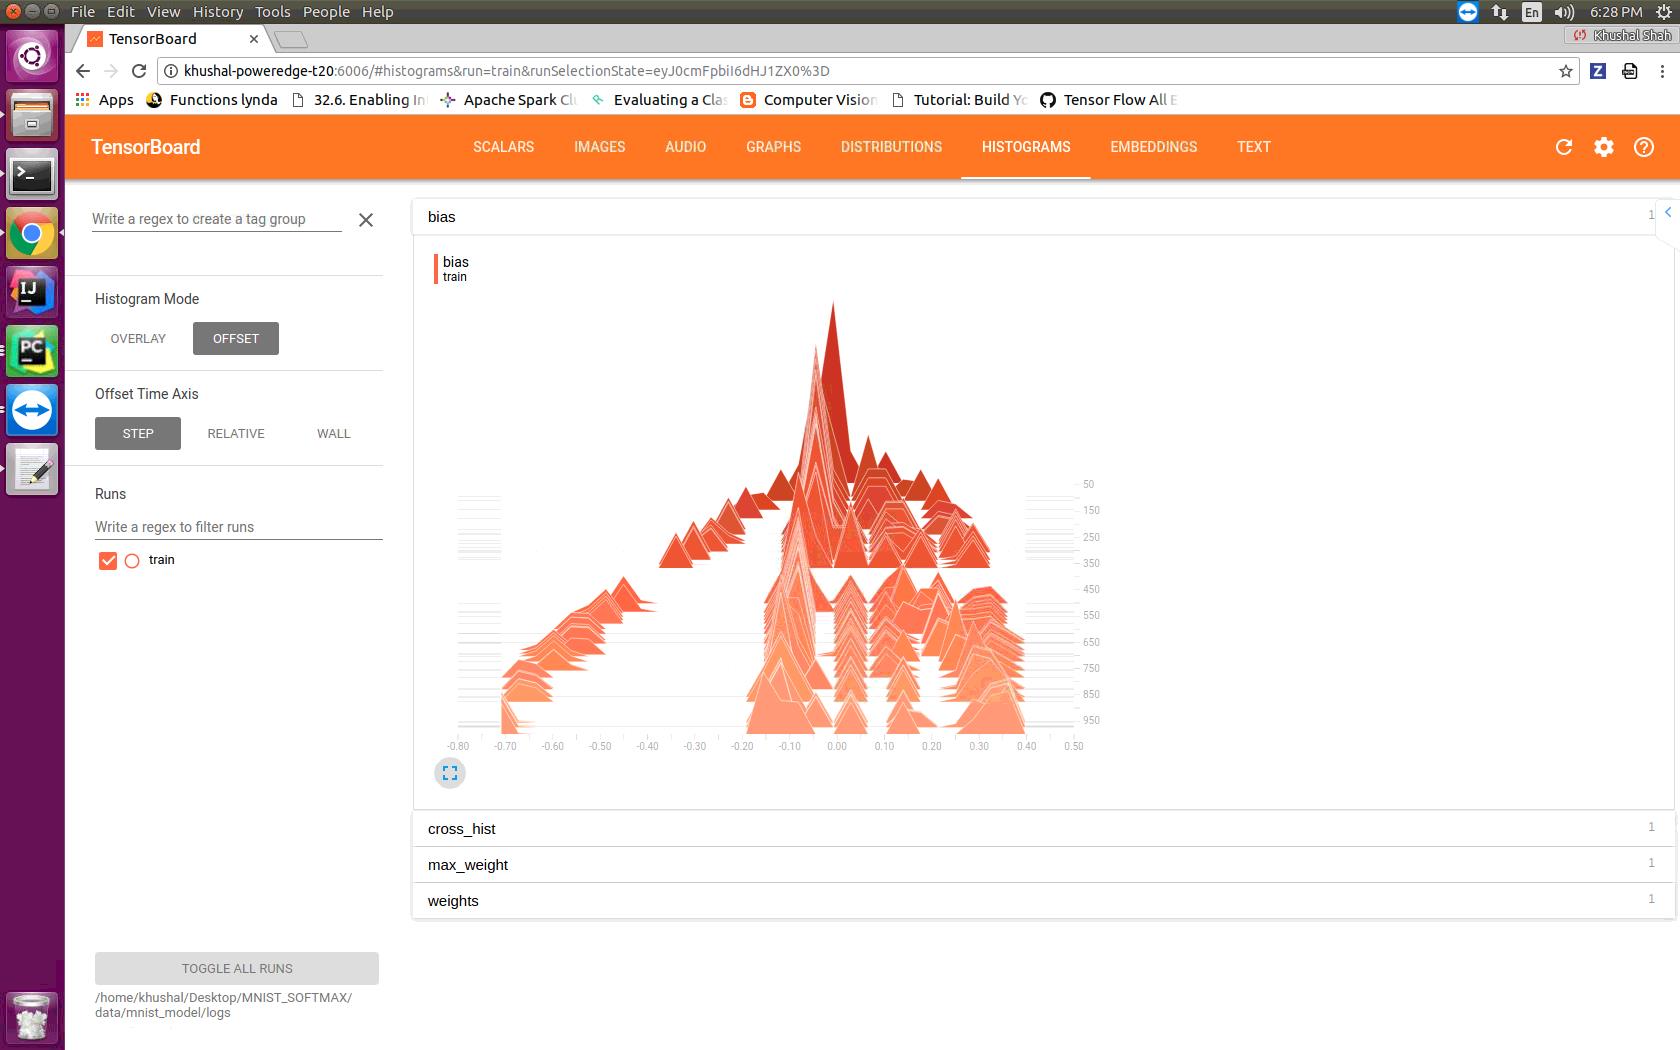 File Edit View History Tools People Help
En 6:28 PM
TensorBoard
Khushal Shah
khushal-poweredge-t20:6006/#histograms&run=train&runSelectionState=eyJ0cmFpbiI6dHJ1ZX0%3D
Apps Functions lynda 32.6. Enabling In Apache Spark Clu Evaluating a Clas Computer Vision Tutorial: Build Yo Tensor Flow All E
TensorBoard SCALARS IMAGES AUDIO GRAPHS DISTRIBUTIONS HISTOGRAMS EMBEDDINGS TEXT
Write a regex to create a tag group
Histogram Mode
OVERLAY OFFSET
Offset Time Axis
STEP RELATIVE WALL
Runs
Write a regex to filter runs
train
TOGGLE ALL RUNS
/home/khushal/Desktop/MNIST_SOFTMAX/
data/mnist_model/logs
bias 1
bias
train
50
150
250
350
450
550
650
750
850
950
-0.80 -0.70 -0.60 -0.50 -0.40 -0.30 -0.20 -0.10 0.00 0.10 0.20 0.30 0.40 0.50
cross_hist 1
max_weight 1
weights 1
IJ
PC
Z